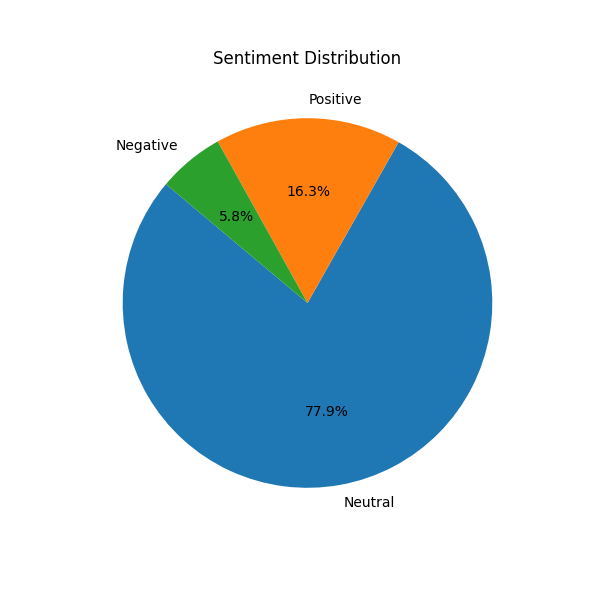 Sentiment Distribution
Positive
Negative
16.3%
5.8%
77.9%
Neutral